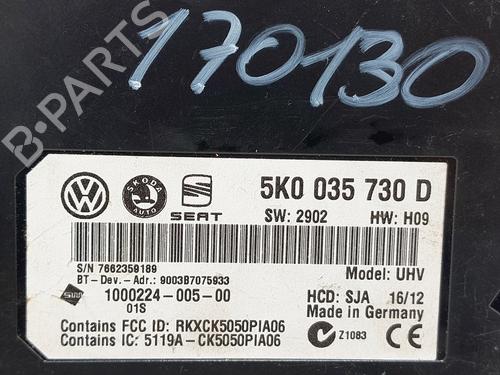 170130
B-PARTS
5K0 035 730 D
SKODA
AUTO
SEAT
SW: 2902 HW: H09
S/N 7662359189
BT-Dev.-Adr.: 9003B7075933
Model: UHV
1000224-005-00
01S
HCD: SJA 16/12
Made in Germany
Contains FCC ID: RKXCK5050PIA06
Contains IC: 5119A-CK5050PIA06
Z1083